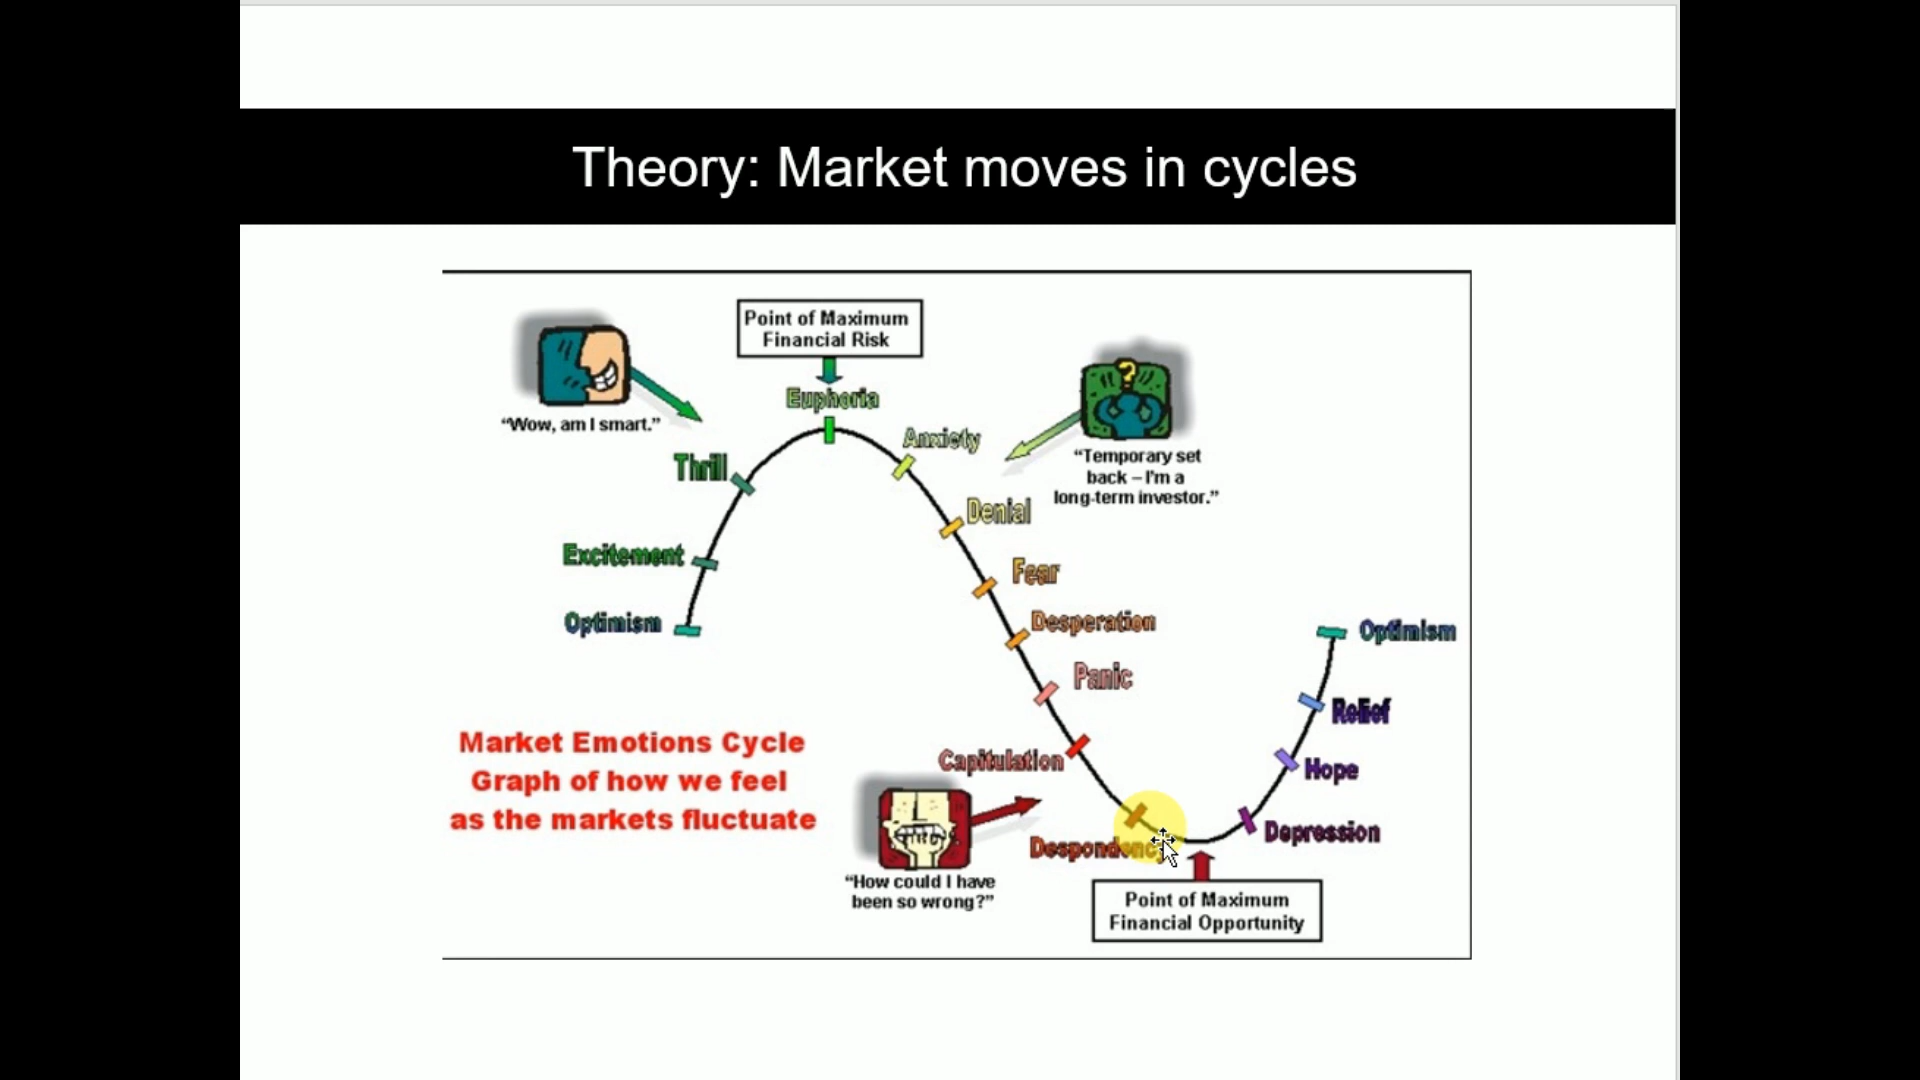 Theory: Market moves in cycles
Point of Maximum
Financial Risk
Euphoria
"Wow, am I smart."
Anxiety
Thrill
"Temporary set
back – I'm a
long-term investor."
Denial
Excitement
Fear
Optimism
Desperation
Optimism
Panic
Relief
Market Emotions Cycle
Graph of how we feel
as the markets fluctuate
Capitulation
Hope
Depression
Despondency
"How could I have
been so wrong?"
Point of Maximum
Financial Opportunity